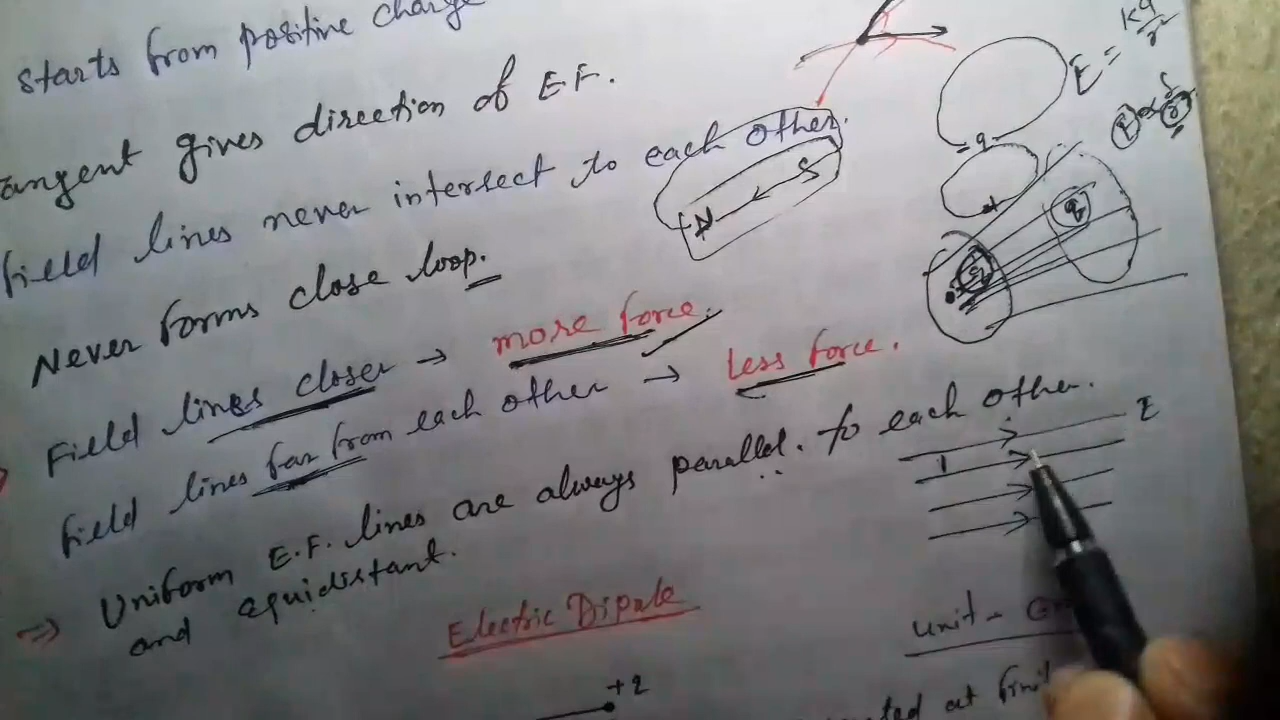 starts from positive charge
angent gives direction of E.F.
field lines never intersect to each other.
Never forms close loop.
Field lines closer → more force.
field lines far from each other → less force.
⇒ Uniform E.F. lines are always parallel. to each other.
and equidistant.
Electric Dipole
+q
S
N
E = kq
- q
+
q
E
unit -
at